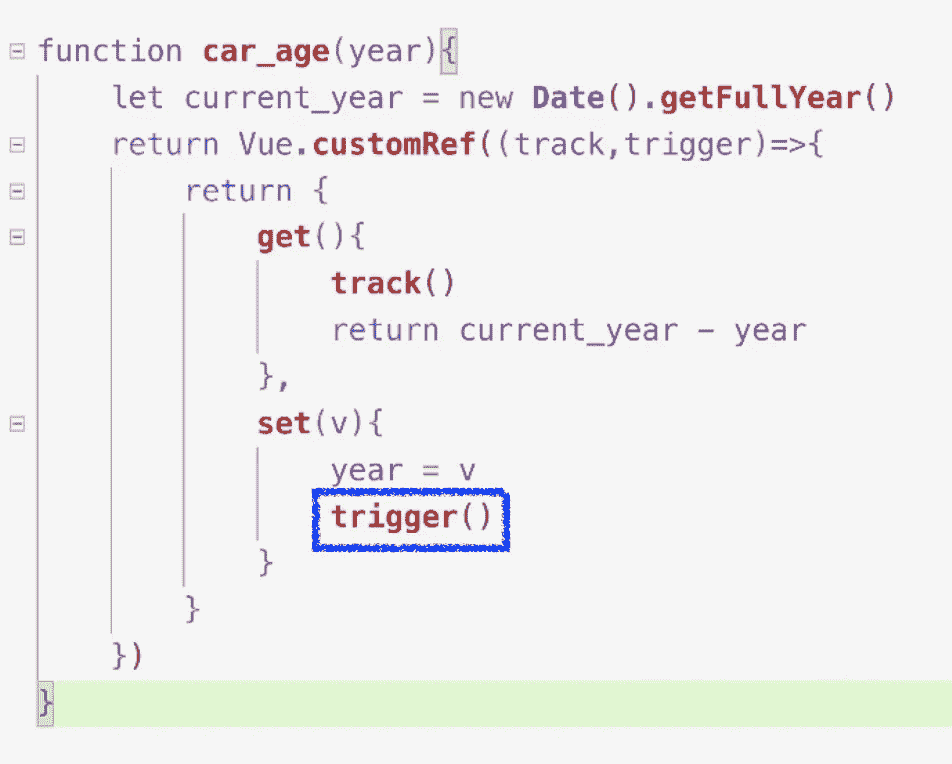 function car_age(year){
let current_year = new Date().getFullYear()
return Vue.customRef((track,trigger)=>{
return {
get(){
track()
return current_year - year
},
set(v){
year = v
trigger()
}
}
})
}